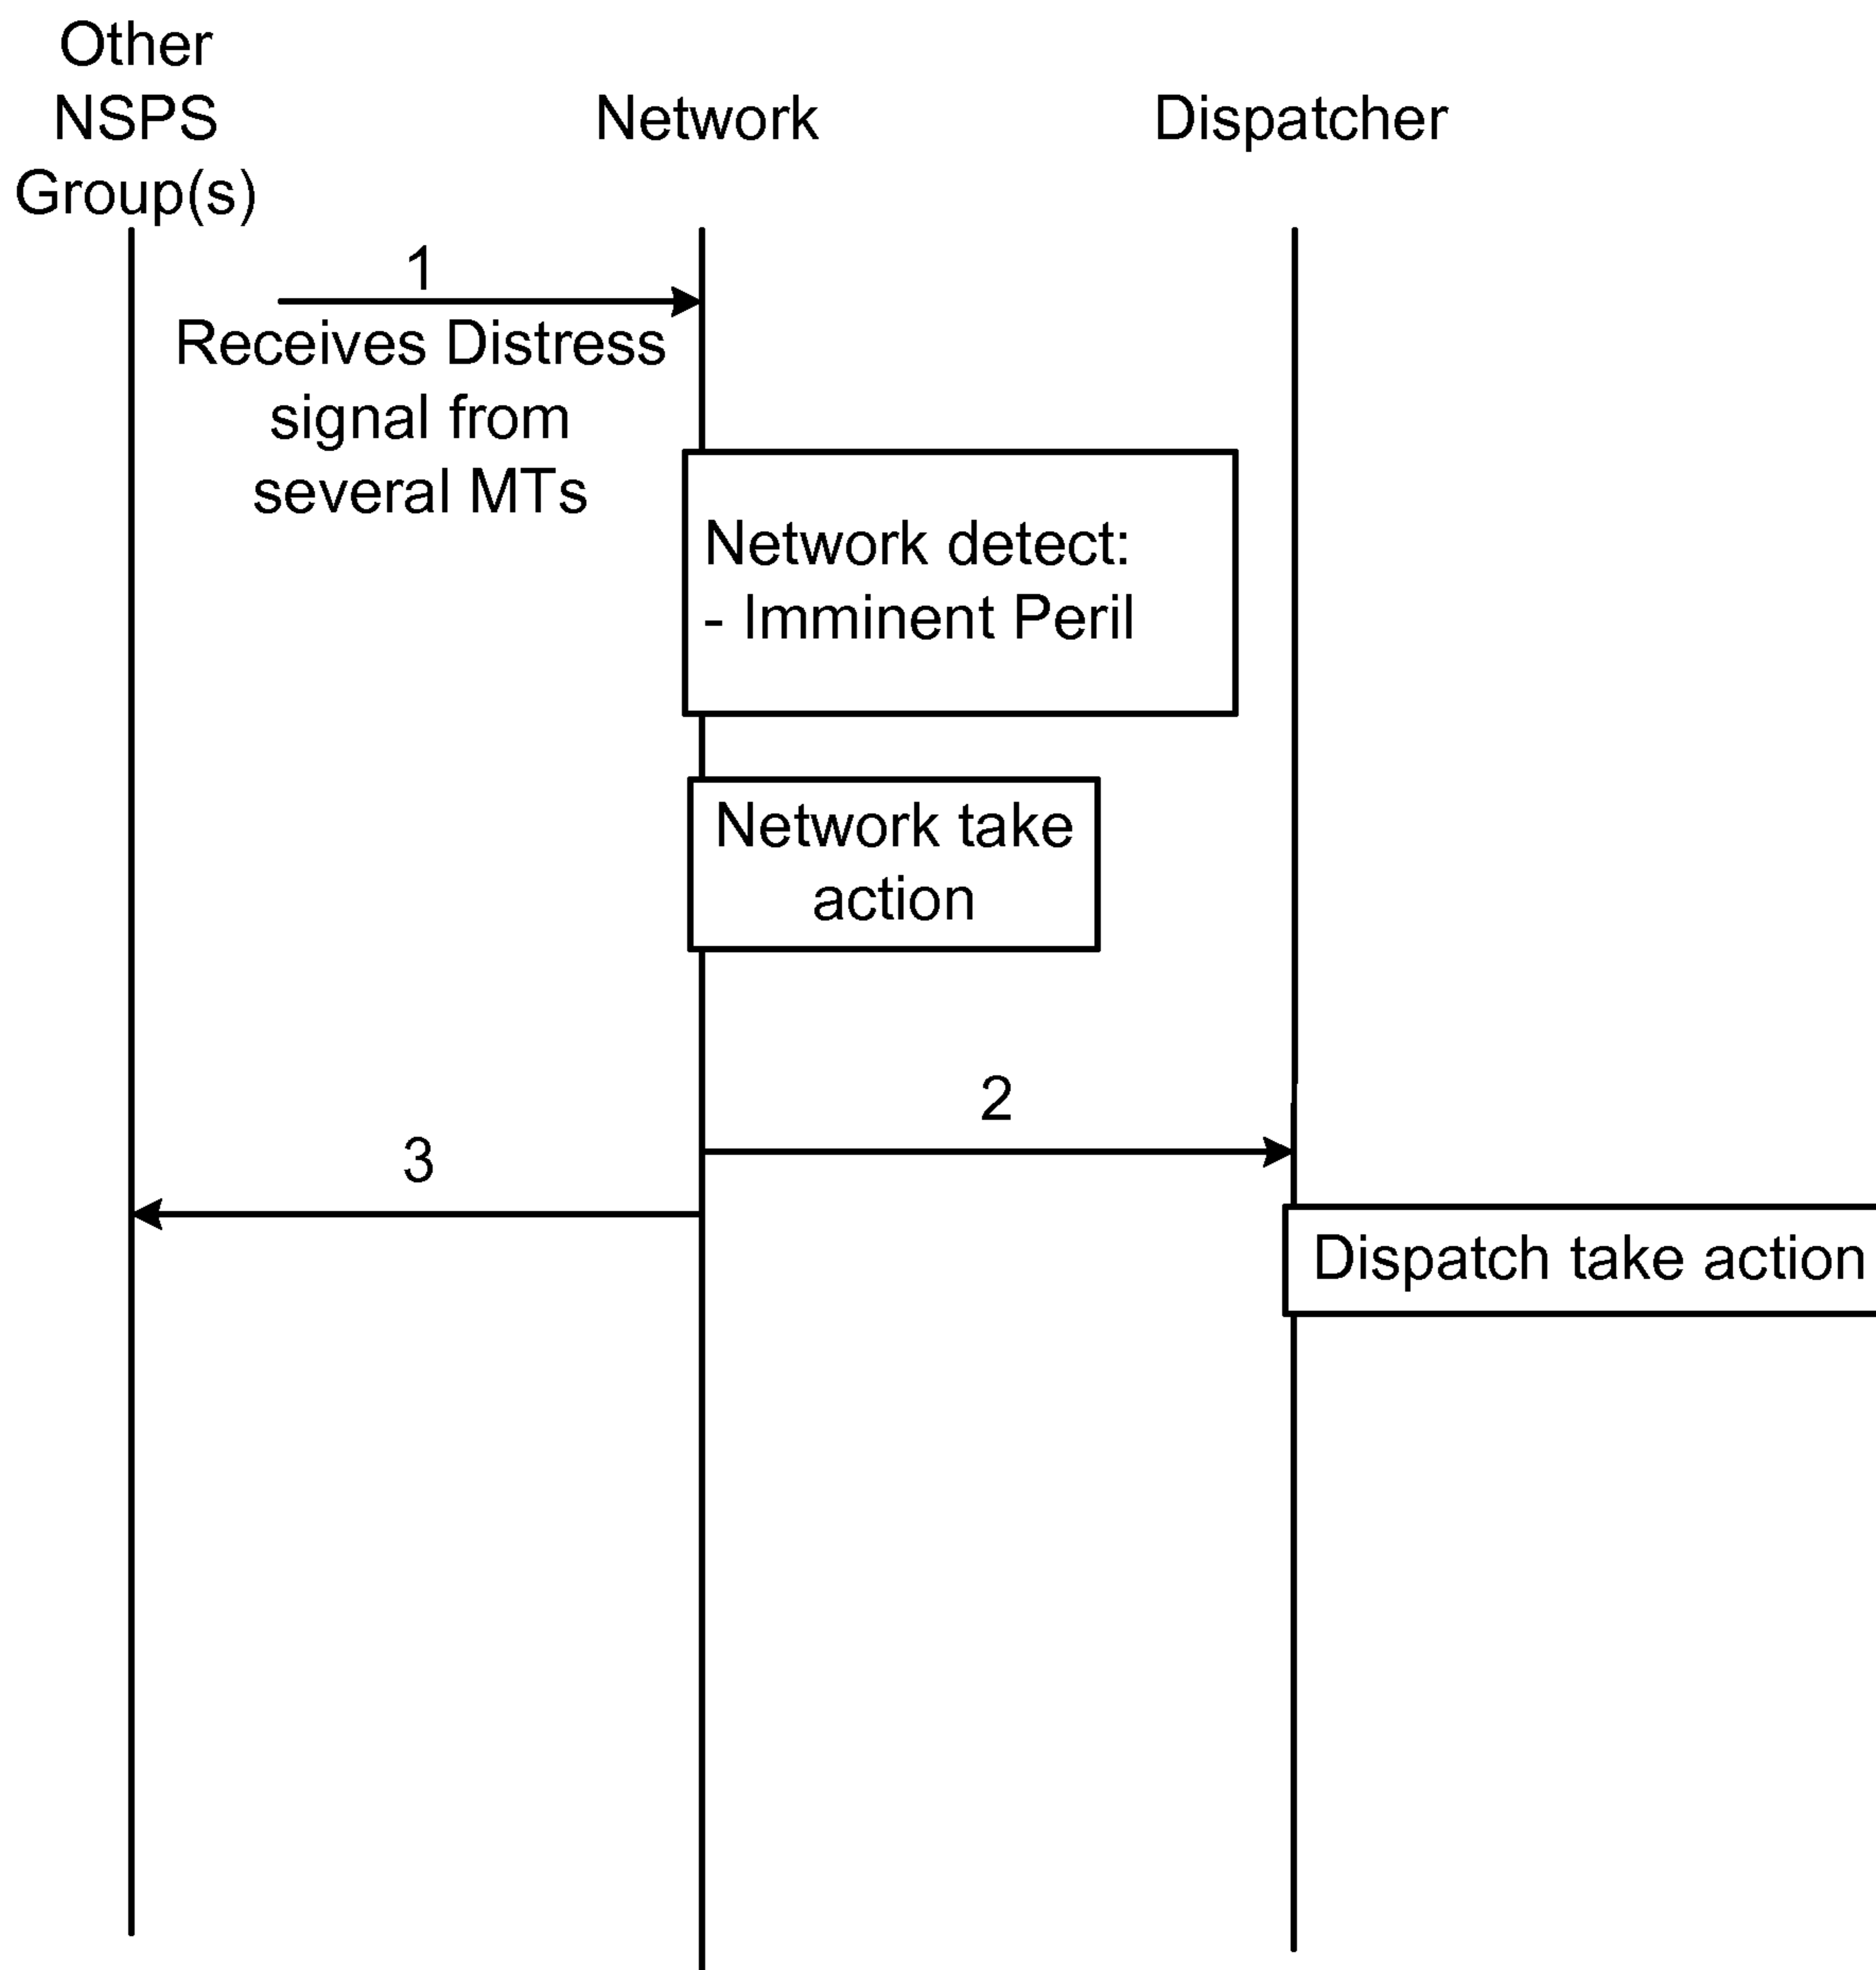 Other
NSPS
Group(s)
Network
Dispatcher
1
Receives Distress
signal from
several MTs
Network detect:
- Imminent Peril
Network take
action
2
3
Dispatch take action